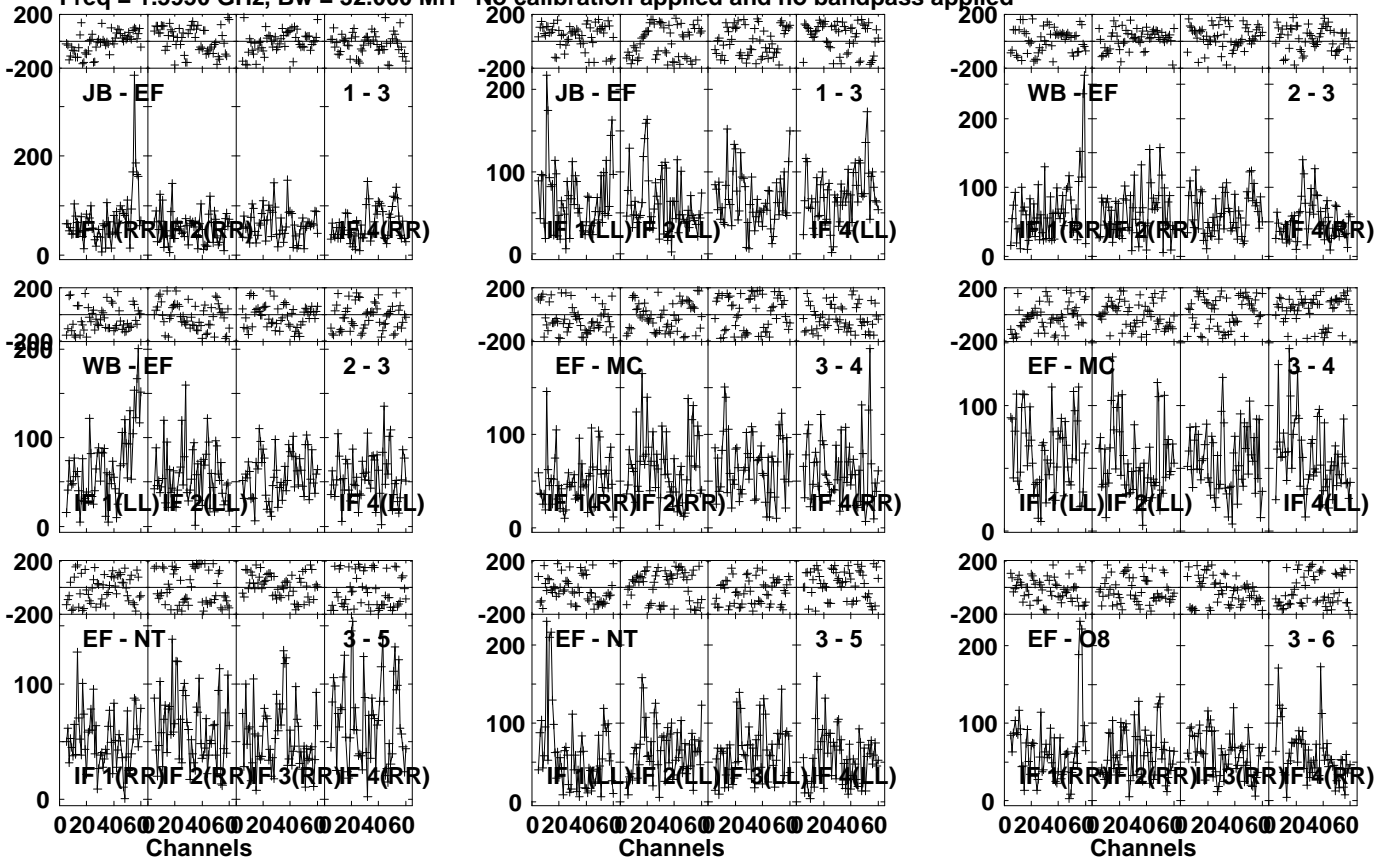 Freq = 1.5950 GHz, Bw = 32.000 MH No calibration applied and no bandpass applied
200
-200
JB - EF 1 - 3
200
0
IF 1(RR) IF 2(RR) IF 4(RR)
200
-200
JB - EF 1 - 3
100
0
IF 1(LL) IF 2(LL) IF 4(LL)
200
-200
WB - EF 2 - 3
200
100
0
IF 1(RR) IF 2(RR) IF 4(RR)
200
-200
200
WB - EF 2 - 3
100
0
IF 1(LL) IF 2(LL) IF 4(LL)
200
-200
EF - MC 3 - 4
100
0
IF 1(RR) IF 2(RR) IF 4(RR)
200
-200
EF - MC 3 - 4
100
0
IF 1(LL) IF 2(LL) IF 4(LL)
200
-200
EF - NT 3 - 5
100
0
IF 1(RR) IF 2(RR) IF 3(RR) IF 4(RR)
0 20 40 60 0 20 40 60 0 20 40 60 0 20 40 60
Channels
200
-200
EF - NT 3 - 5
200
100
0
IF 1(LL) IF 2(LL) IF 3(LL) IF 4(LL)
0 20 40 60 0 20 40 60 0 20 40 60 0 20 40 60
Channels
200
-200
EF - O8 3 - 6
200
100
0
IF 1(RR) IF 2(RR) IF 3(RR) IF 4(RR)
0 20 40 60 0 20 40 60 0 20 40 60 0 20 40 60
Channels